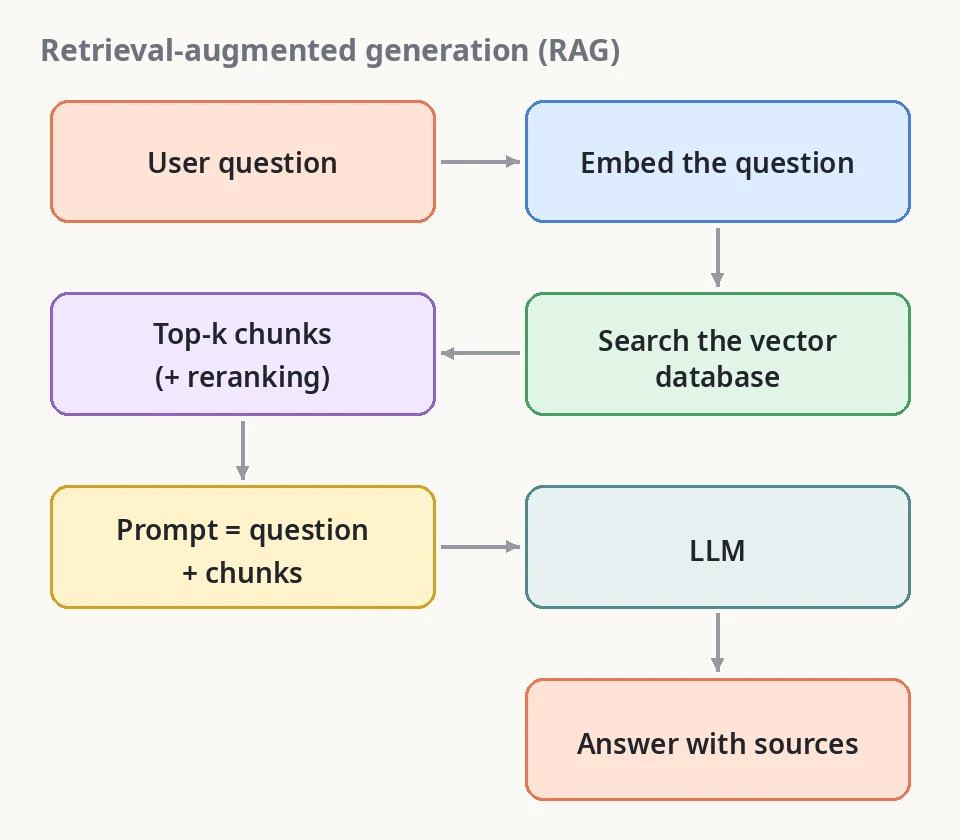 Retrieval-augmented generation (RAG)
User question
Embed the question
Search the vector
database
Top-k chunks
(+ reranking)
Prompt = question
+ chunks
LLM
Answer with sources